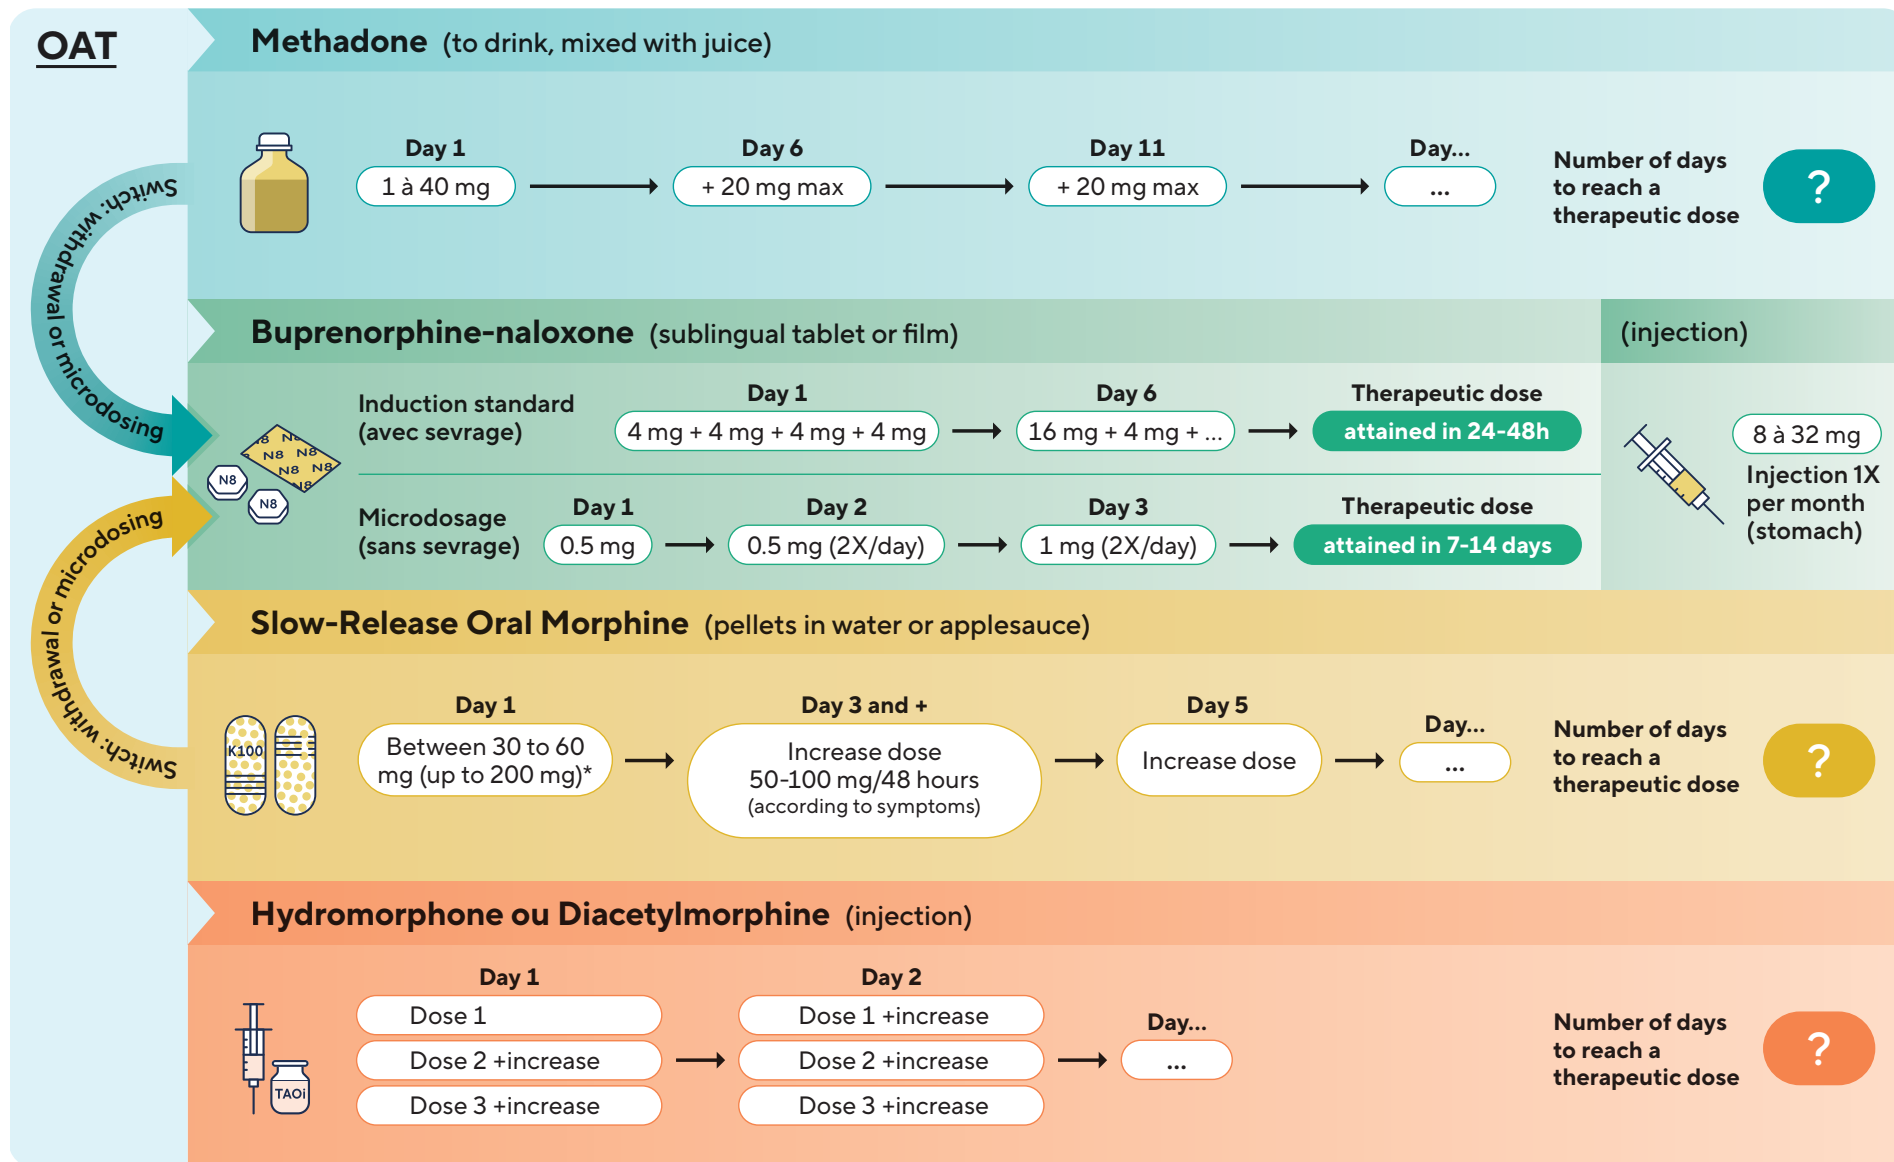 OAT
Methadone (to drink, mixed with juice)
Switch: withdrawal or microdosing
Day 1
1 à 40 mg
Day 6
+ 20 mg max
Day 11
+ 20 mg max
Day...
...
Number of days
to reach a
therapeutic dose
?
Buprenorphine-naloxone (sublingual tablet or film)
(injection)
N8 N8
N8 N8
N8 N8
N8
N8
N8
Induction standard
(avec sevrage)
Day 1
4 mg + 4 mg + 4 mg + 4 mg
Day 6
16 mg + 4 mg + ...
Therapeutic dose
attained in 24-48h
Microdosage
(sans sevrage)
Day 1
0.5 mg
Day 2
0.5 mg (2X/day)
Day 3
1 mg (2X/day)
Therapeutic dose
attained in 7-14 days
8 à 32 mg
Injection 1X
per month
(stomach)
Switch: withdrawal or microdosing
Slow-Release Oral Morphine (pellets in water or applesauce)
K100
Day 1
Between 30 to 60
mg (up to 200 mg)*
Day 3 and +
Increase dose
50-100 mg/48 hours
(according to symptoms)
Day 5
Increase dose
Day...
...
Number of days
to reach a
therapeutic dose
?
Hydromorphone ou Diacetylmorphine (injection)
TAOi
Day 1
Dose 1
Dose 2 +increase
Dose 3 +increase
Day 2
Dose 1 +increase
Dose 2 +increase
Dose 3 +increase
Day...
...
Number of days
to reach a
therapeutic dose
?